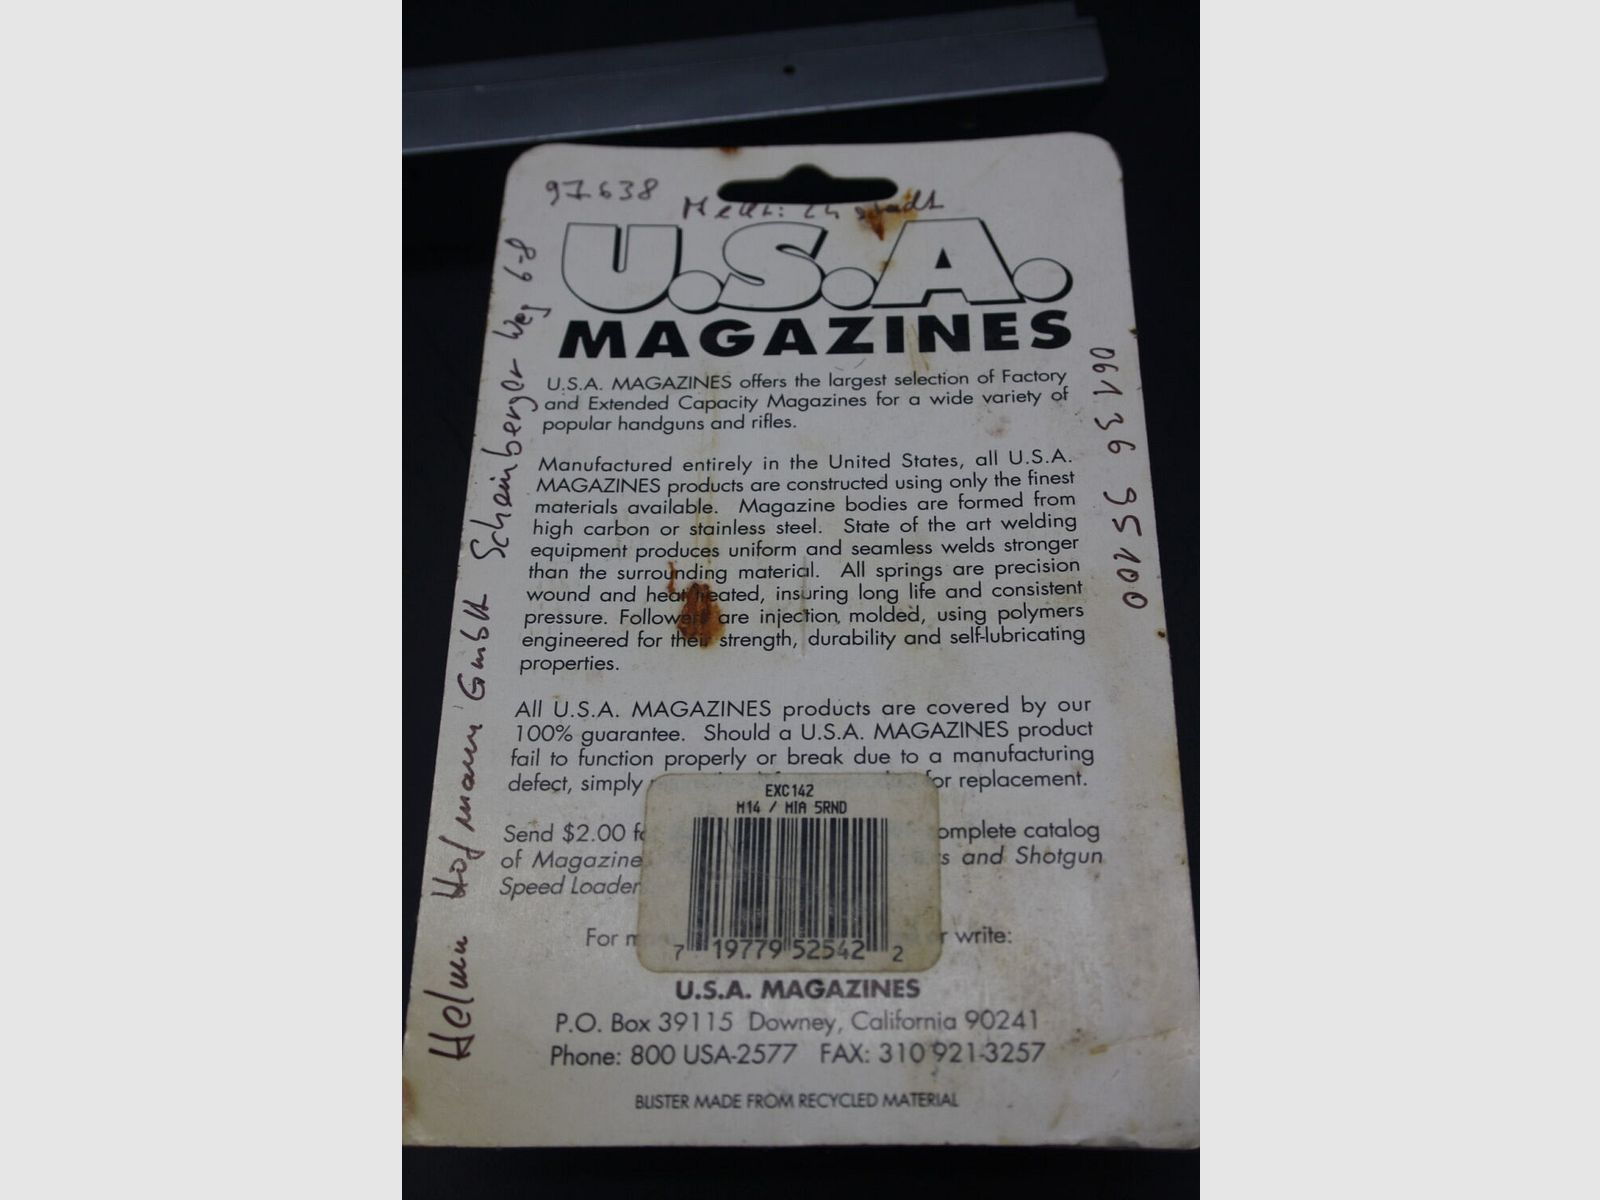 97638
U.S.A.
MAGAZINES
U.S.A. MAGAZINES offers the largest selection of Factory
and Extended Capacity Magazines for a wide variety of
popular handguns and rifles.
Manufactured entirely in the United States, all U.S.A.
MAGAZINES products are constructed using only the finest
materials available. Magazine bodies are formed from
high carbon or stainless steel. State of the art welding
equipment produces uniform and seamless welds stronger
than the surrounding material. All springs are precision
wound and heat treated, insuring long life and consistent
pressure. Followers are injection molded, using polymers
engineered for their strength, durability and self-lubricating
properties.
All U.S.A. MAGAZINES products are covered by our
100% guarantee. Should a U.S.A. MAGAZINES product
fail to function properly or break due to a manufacturing
defect, simply for replacement.
EXC142
M14 / M1A 5RND
Send $2.00 catalog
of and Shotgun
Speed
7 19779 52542 2
For or write:
U.S.A. MAGAZINES
P.O. Box 39115 Downey, California 90241
Phone: 800 USA-2577 FAX: 310 921-3257
BLISTER MADE FROM RECYCLED MATERIAL
Hofmann GmbH Scheinberger Weg 6-8
06136 95100